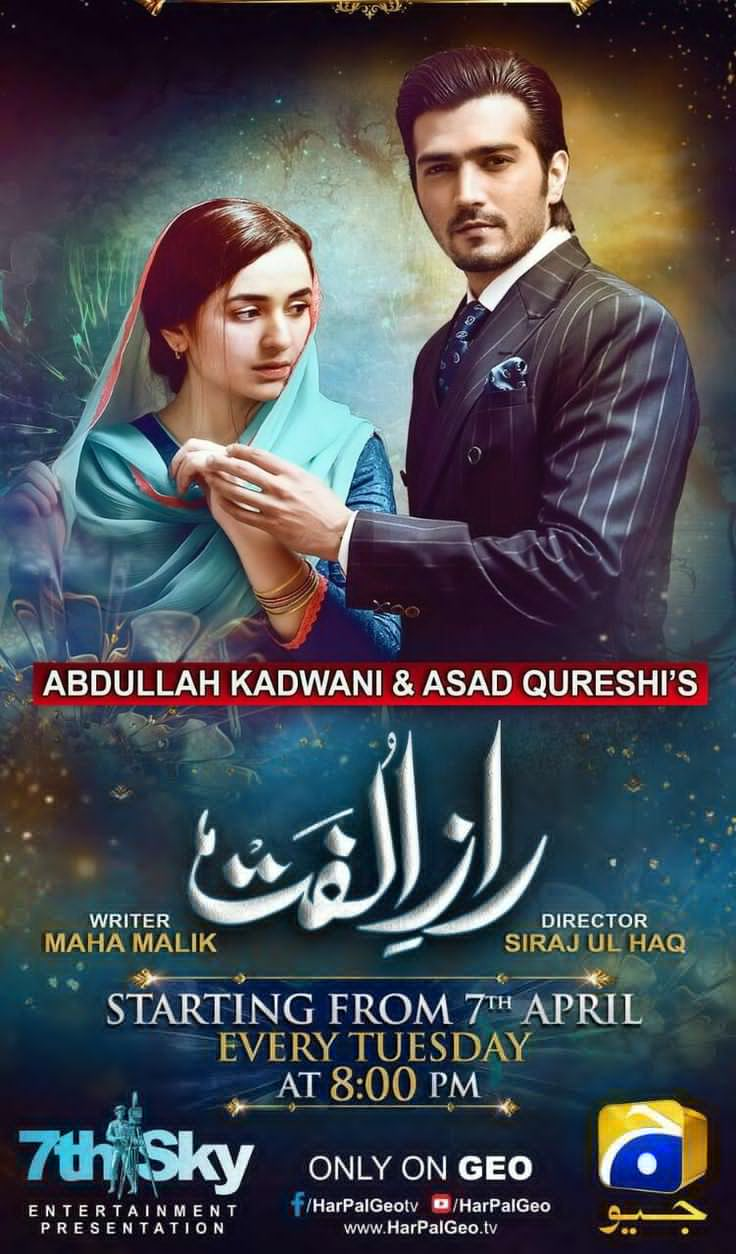 ABDULLAH KADWANI & ASAD QURESHI'S
رازِ اُلفَت
WRITER
MAHA MALIK
DIRECTOR
SIRAJ UL HAQ
STARTING FROM 7TH APRIL
EVERY TUESDAY
AT 8:00 PM
7th Sky
ENTERTAINMENT
PRESENTATION
ONLY ON GEO
f/HarPalGeotv /HarPalGeo
www.HarPalGeo.tv
جیو